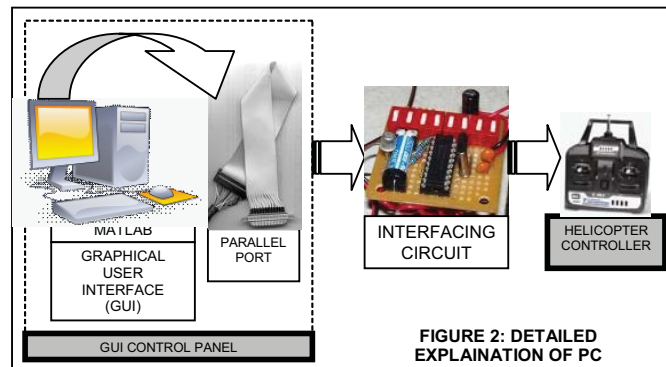 MATLAB
GRAPHICAL
USER
INTERFACE
(GUI)
PARALLEL
PORT
GUI CONTROL PANEL
INTERFACING
CIRCUIT
HELICOPTER
CONTROLLER
FIGURE 2: DETAILED
EXPLAINATION OF PC